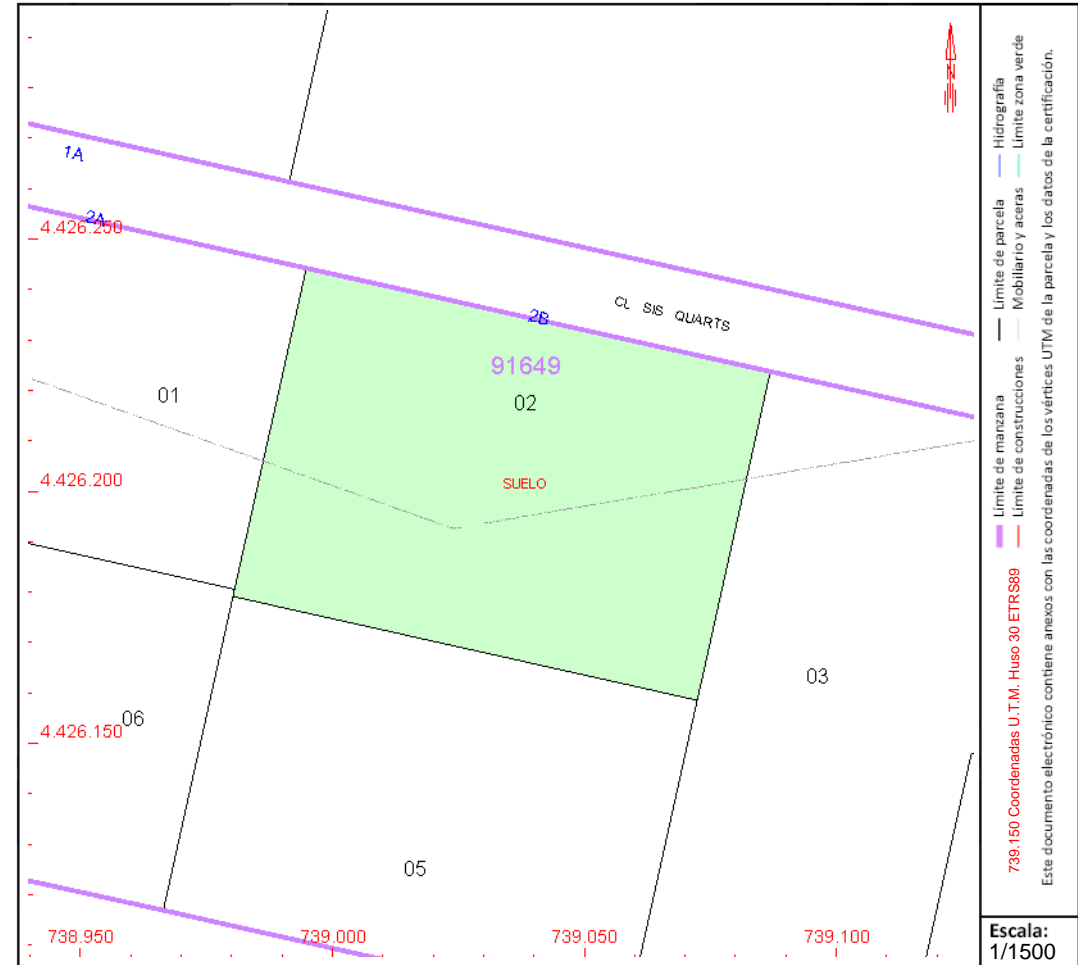 N
1A
2A
4.426.250
CL SIS QUARTS
2B
91649
01
02
4.426.200
SUELO
03
06
4.426.150
05
738.950
739.000
739.050
739.100
Hidrografía
Límite zona verde
Límite de parcela
Mobiliario y aceras
Límite de manzana
Límite de construcciones
739.150 Coordenadas U.T.M. Huso 30 ETRS89
Este documento electrónico contiene anexos con las coordenadas de los vértices UTM de la parcela y los datos de la certificación.
Escala:
1/1500